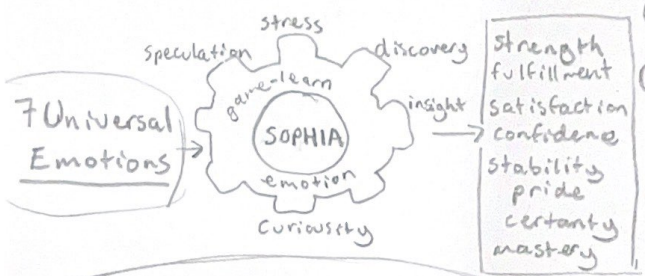 stress
speculation
discovery
game-learn
insight
7 Universal
Emotions
SOPHIA
emotion
curiousity
strength
fulfillment
satisfaction
confidence
stability
pride
certanty
mastery